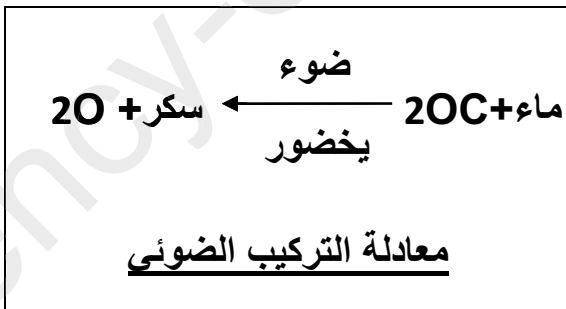 ضوء
ماء+2OC ← سكر+ 2O
يخضور
معادلة التركيب الضوئي